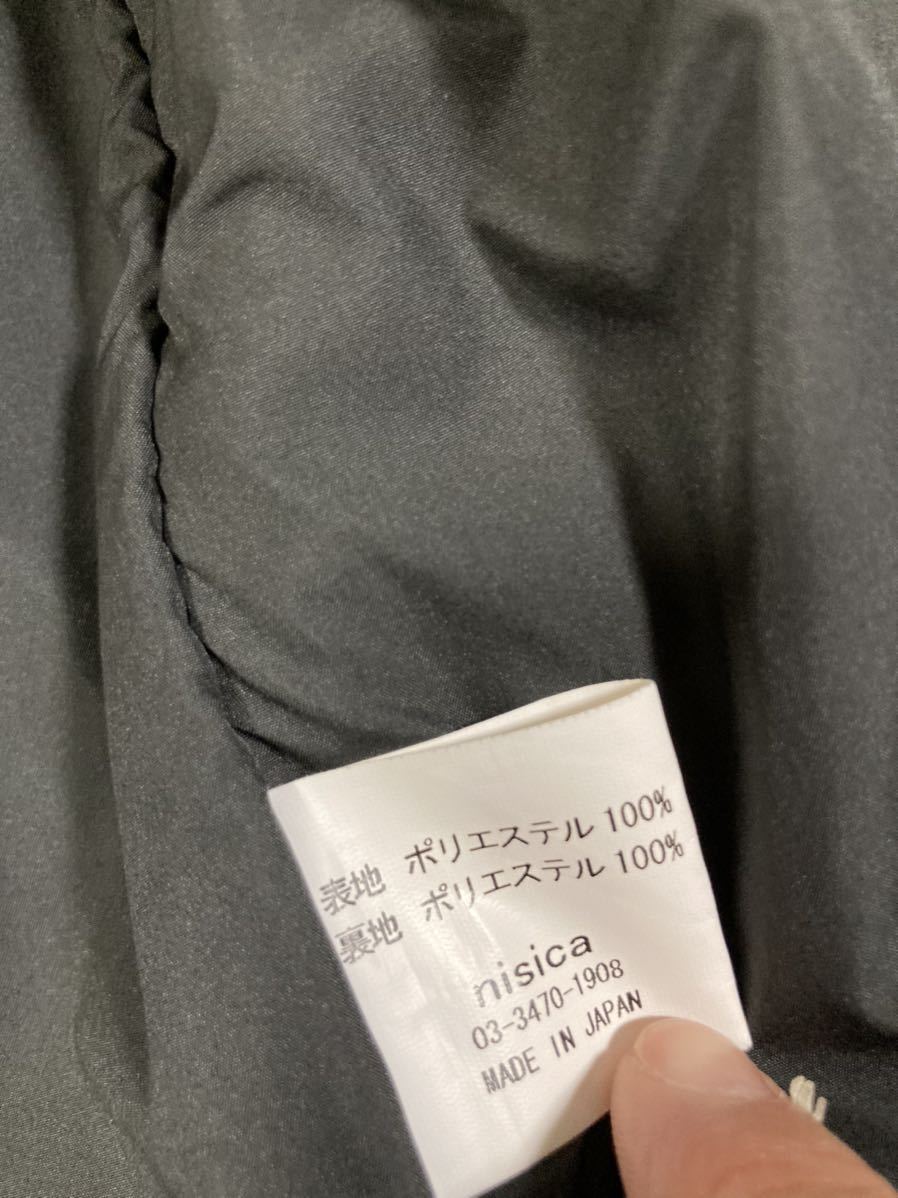 表地 ポリエステル 100%
裏地 ポリエステル 100%
nisica
03-3470-1908
MADE IN JAPAN